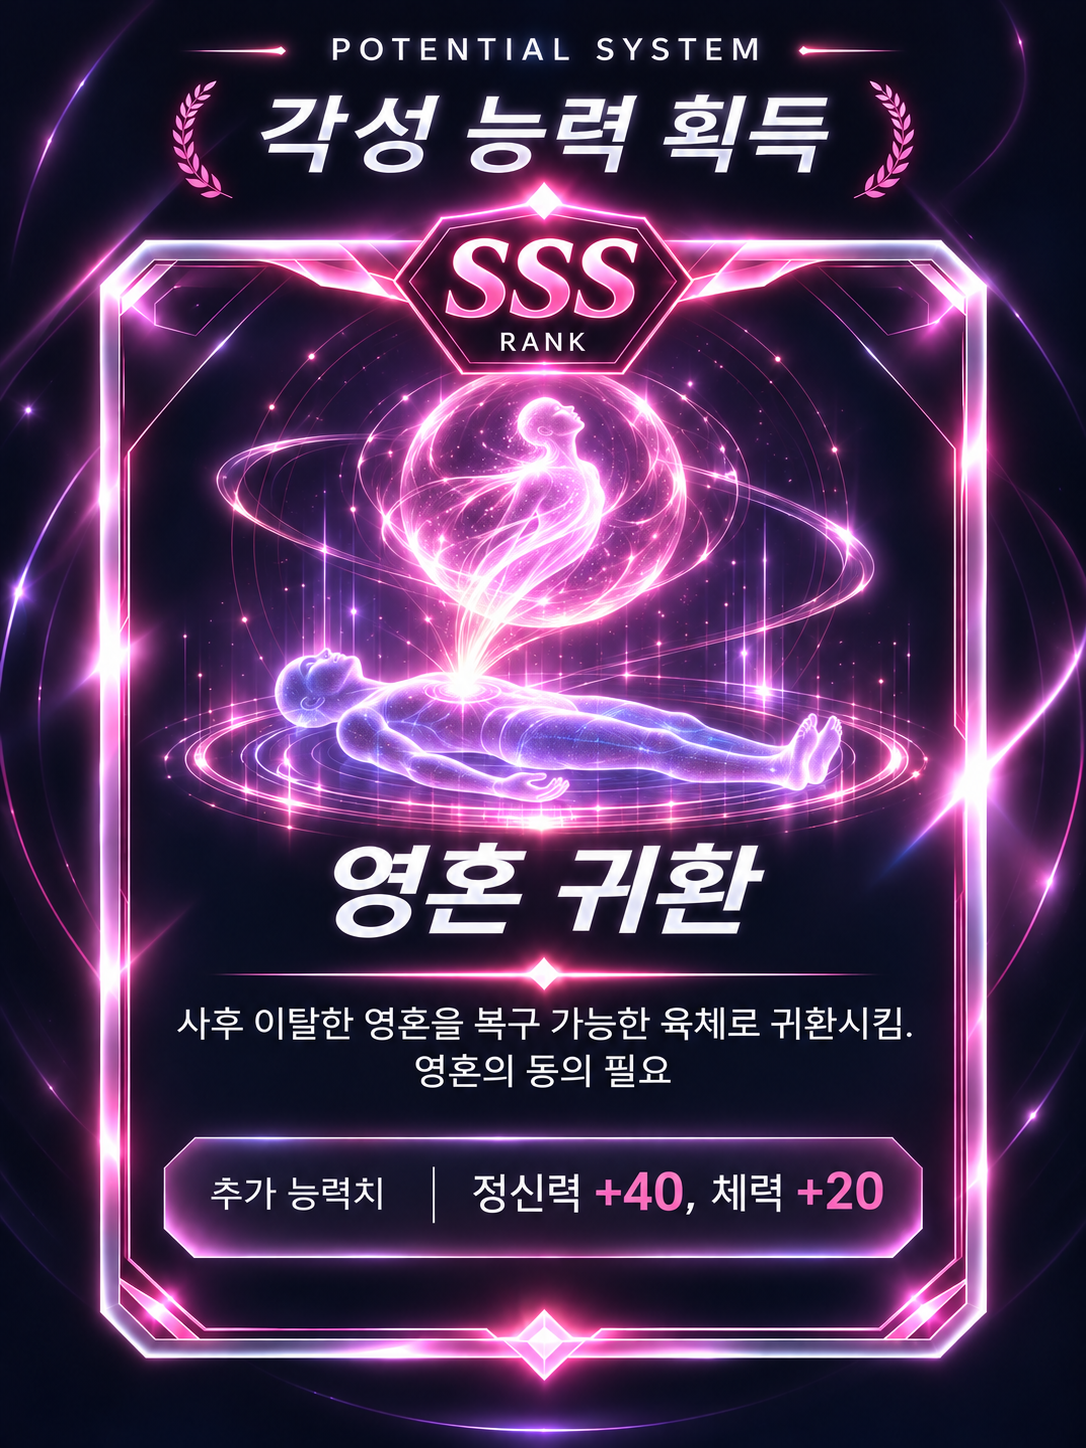 POTENTIAL SYSTEM
각성 능력 획득
SSS
RANK
영혼 귀환
사후 이탈한 영혼을 복구 가능한 육체로 귀환시킴.
영혼의 동의 필요
추가 능력치 정신력 +40, 체력 +20